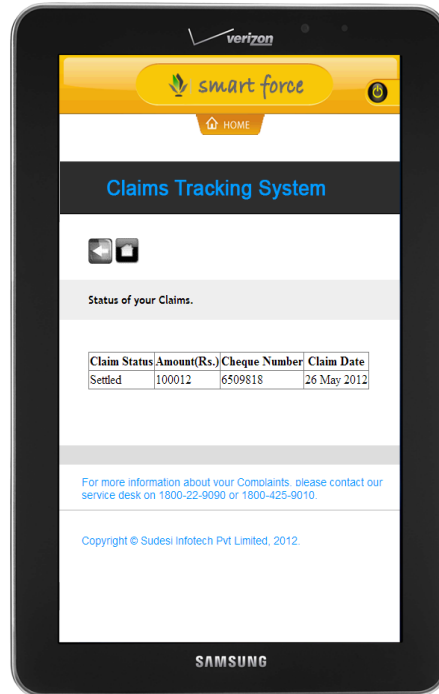 verizon
smart force
HOME
Claims Tracking System
Status of your Claims.
Claim Status Amount(Rs.) Cheque Number Claim Date
Settled 100012 6509818 26 May 2012
For more information about your Complaints, please contact our
service desk on 1800-22-9090 or 1800-425-9010.
Copyright © Sudesi Infotech Pvt Limited, 2012.
SAMSUNG